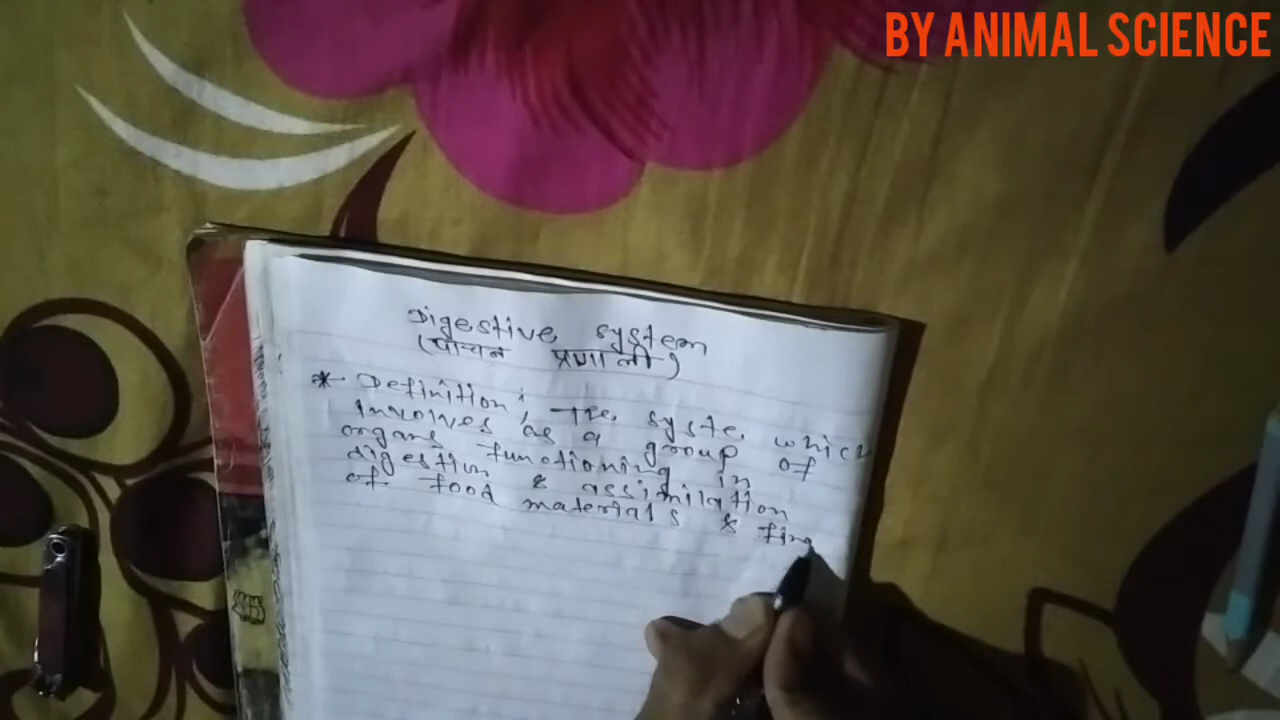 BY ANIMAL SCIENCE
Digestive system
(पाचन प्रणाली)
* Definition; The syste which
involves as a group of
organs functioning in
digestion & assimilation
of food materials & fina